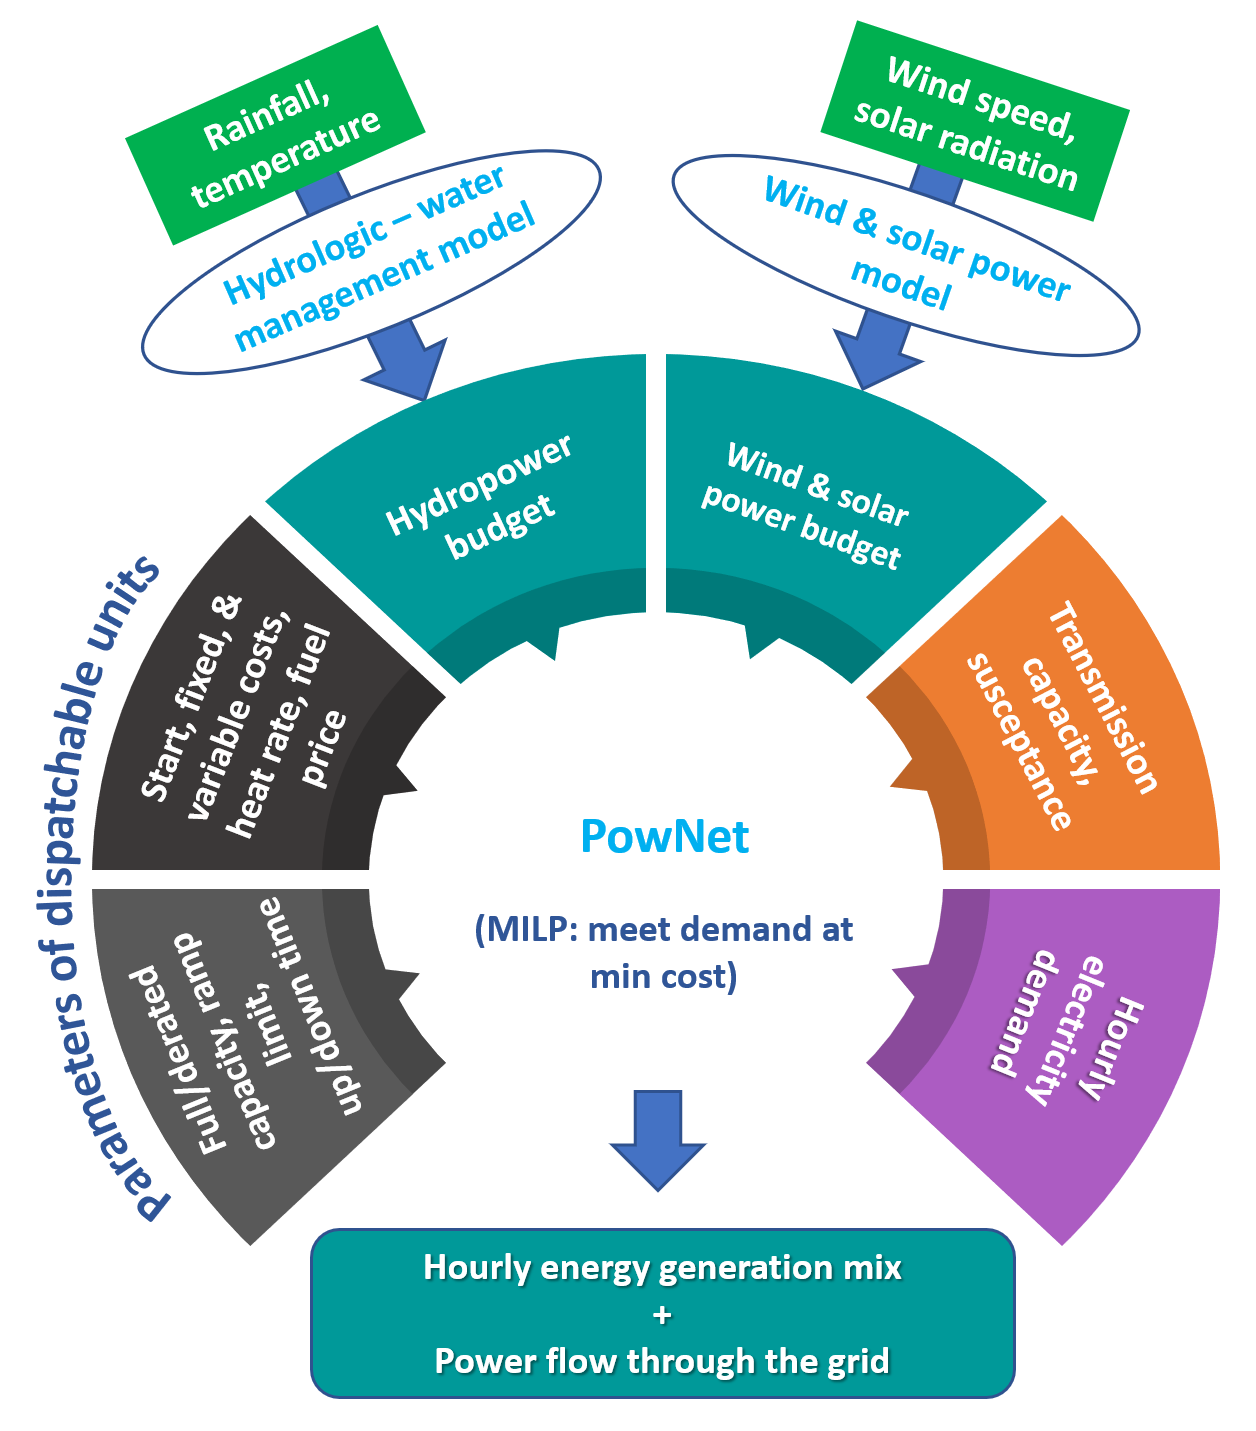 Rainfall,
temperature
Wind speed,
solar radiation
Hydrologic – water
management model
Wind & solar power
model
Hydropower
budget
Wind & solar
power budget
Parameters of dispatchable units
Start, fixed, &
variable costs,
heat rate, fuel
price
Full/derated
capacity, ramp
limit,
up/down time
Transmission
capacity,
susceptance
Hourly
electricity
demand
PowNet
(MILP: meet demand at
min cost)
Hourly energy generation mix
+
Power flow through the grid